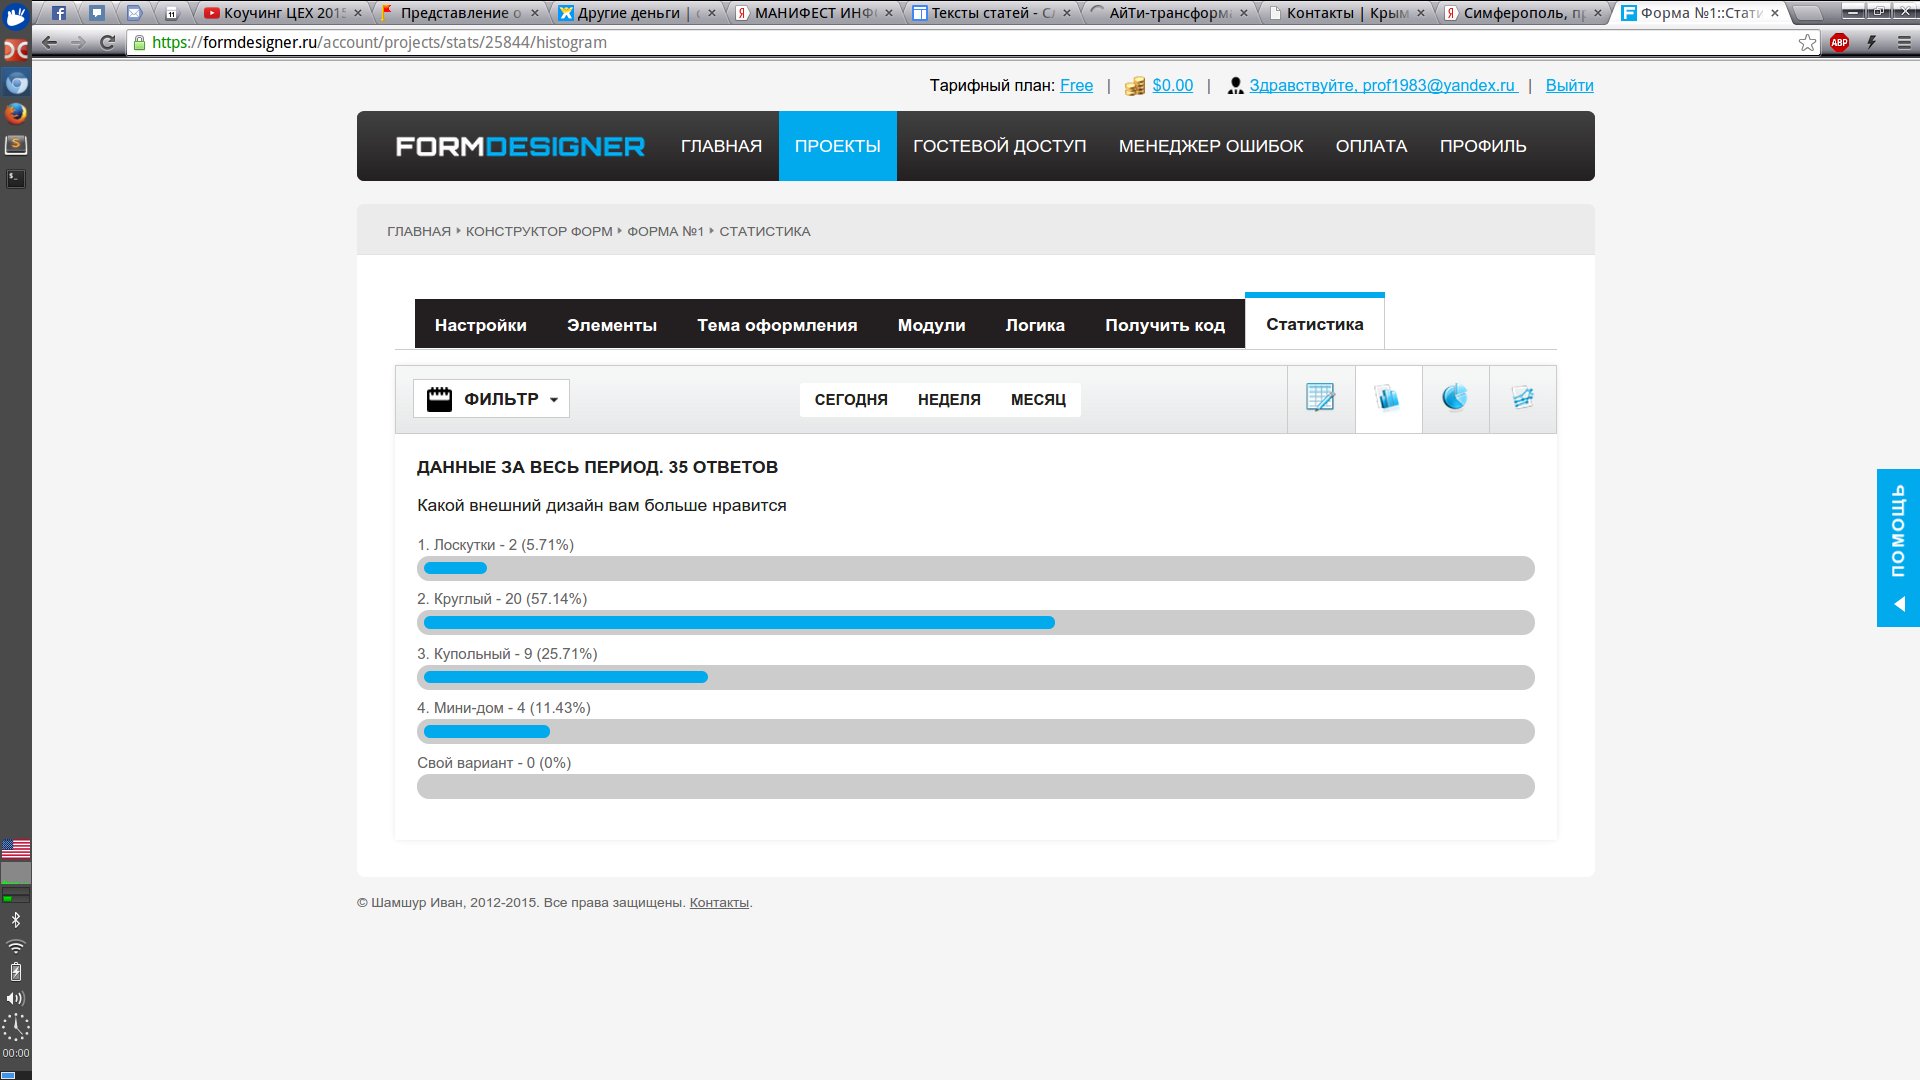 Коучинг ЦЕХ 2015
Представление о
Другие деньги |
МАНИФЕСТ ИНФ
Тексты статей - Сл
АйТи-трансформа
Контакты | Крым
Симферополь, пр
Форма №1::Стати
https://formdesigner.ru/account/projects/stats/25844/histogram
ABP
Тарифный план: Free | $0.00 | Здравствуйте, prof1983@yandex.ru | Выйти
FORMDESIGNER
ГЛАВНАЯ
ПРОЕКТЫ
ГОСТЕВОЙ ДОСТУП
МЕНЕДЖЕР ОШИБОК
ОПЛАТА
ПРОФИЛЬ
ГЛАВНАЯ
КОНСТРУКТОР ФОРМ
ФОРМА №1
СТАТИСТИКА
Настройки
Элементы
Тема оформления
Модули
Логика
Получить код
Статистика
ФИЛЬТР
СЕГОДНЯ
НЕДЕЛЯ
МЕСЯЦ
ДАННЫЕ ЗА ВЕСЬ ПЕРИОД. 35 ОТВЕТОВ
Какой внешний дизайн вам больше нравится
1. Лоскутки - 2 (5.71%)
2. Круглый - 20 (57.14%)
3. Купольный - 9 (25.71%)
4. Мини-дом - 4 (11.43%)
Свой вариант - 0 (0%)
ПОМОЩЬ
© Шамшур Иван, 2012-2015. Все права защищены. Контакты.
00:00